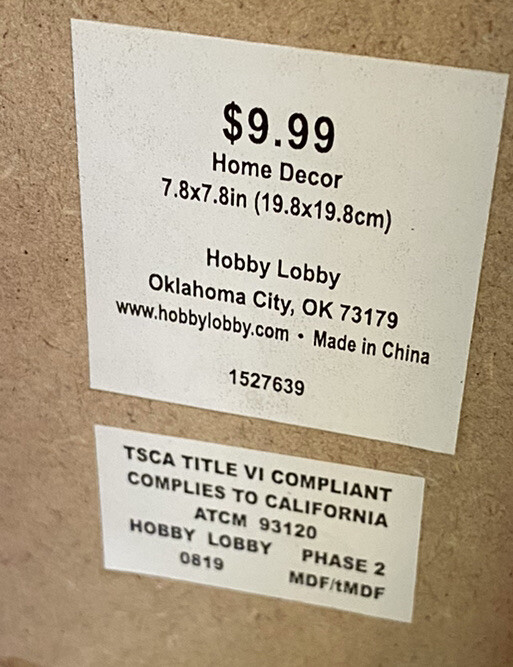 $9.99
Home Decor
7.8x7.8in (19.8x19.8cm)
Hobby Lobby
Oklahoma City, OK 73179
www.hobbylobby.com • Made in China
1527639
TSCA TITLE VI COMPLIANT
COMPLIES TO CALIFORNIA
ATCM 93120
HOBBY LOBBY PHASE 2
0819 MDF/tMDF